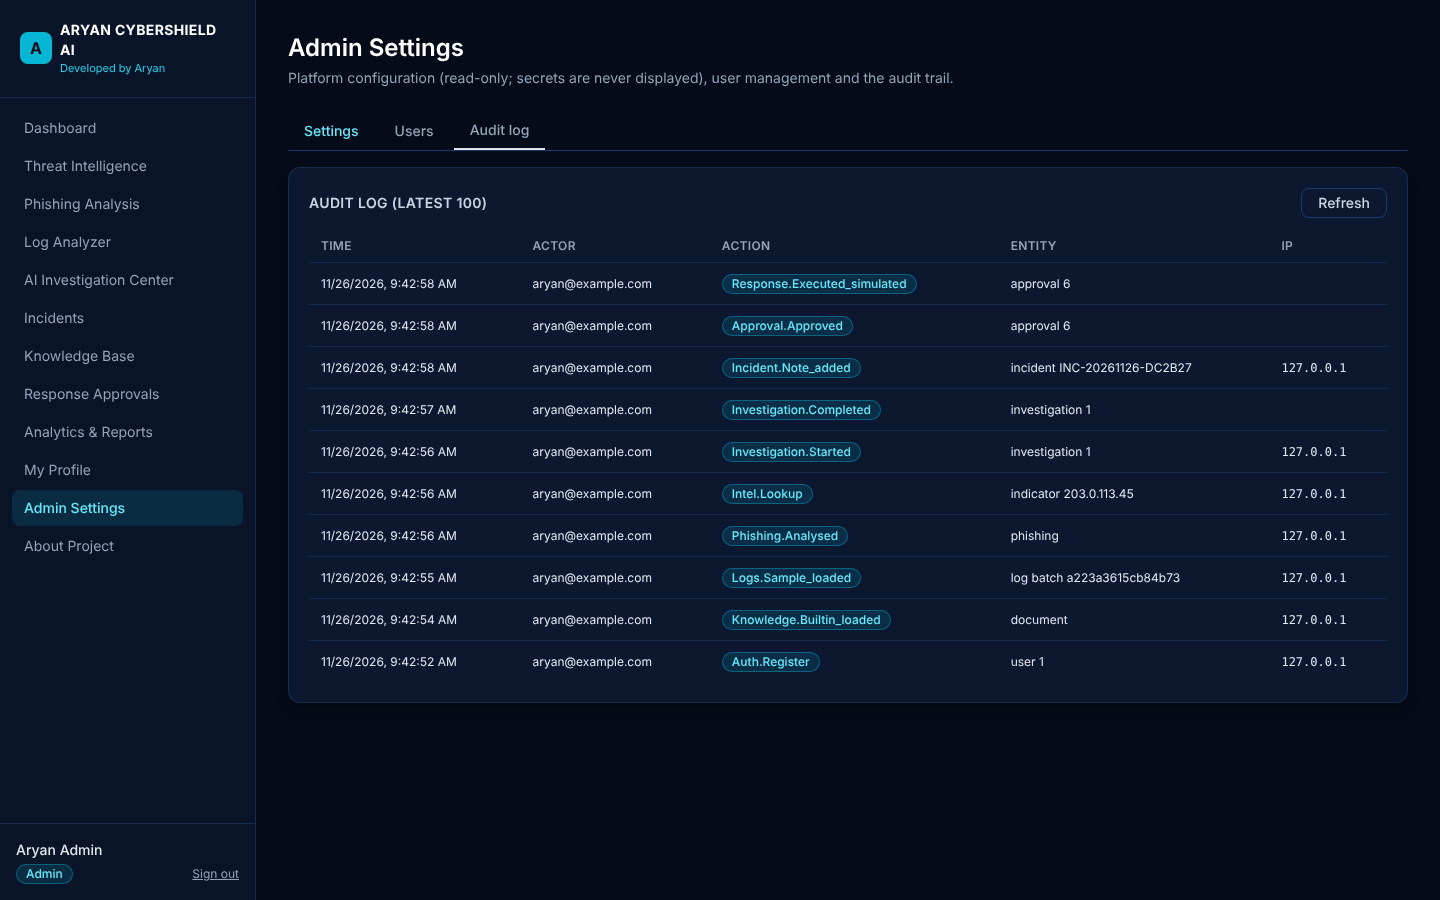 A
ARYAN CYBERSHIELD
AI
Developed by Aryan
Dashboard
Threat Intelligence
Phishing Analysis
Log Analyzer
AI Investigation Center
Incidents
Knowledge Base
Response Approvals
Analytics & Reports
My Profile
Admin Settings
About Project
Aryan Admin
Admin Sign out
Admin Settings
Platform configuration (read-only; secrets are never displayed), user management and the audit trail.
Settings Users Audit log
AUDIT LOG (LATEST 100) Refresh
TIME ACTOR ACTION ENTITY IP
11/26/2026, 9:42:58 AM aryan@example.com Response.Executed_simulated approval 6
11/26/2026, 9:42:58 AM aryan@example.com Approval.Approved approval 6
11/26/2026, 9:42:58 AM aryan@example.com Incident.Note_added incident INC-20261126-DC2B27 127.0.0.1
11/26/2026, 9:42:57 AM aryan@example.com Investigation.Completed investigation 1
11/26/2026, 9:42:56 AM aryan@example.com Investigation.Started investigation 1 127.0.0.1
11/26/2026, 9:42:56 AM aryan@example.com Intel.Lookup indicator 203.0.113.45 127.0.0.1
11/26/2026, 9:42:56 AM aryan@example.com Phishing.Analysed phishing 127.0.0.1
11/26/2026, 9:42:55 AM aryan@example.com Logs.Sample_loaded log batch a223a3615cb84b73 127.0.0.1
11/26/2026, 9:42:54 AM aryan@example.com Knowledge.Builtin_loaded document 127.0.0.1
11/26/2026, 9:42:52 AM aryan@example.com Auth.Register user 1 127.0.0.1